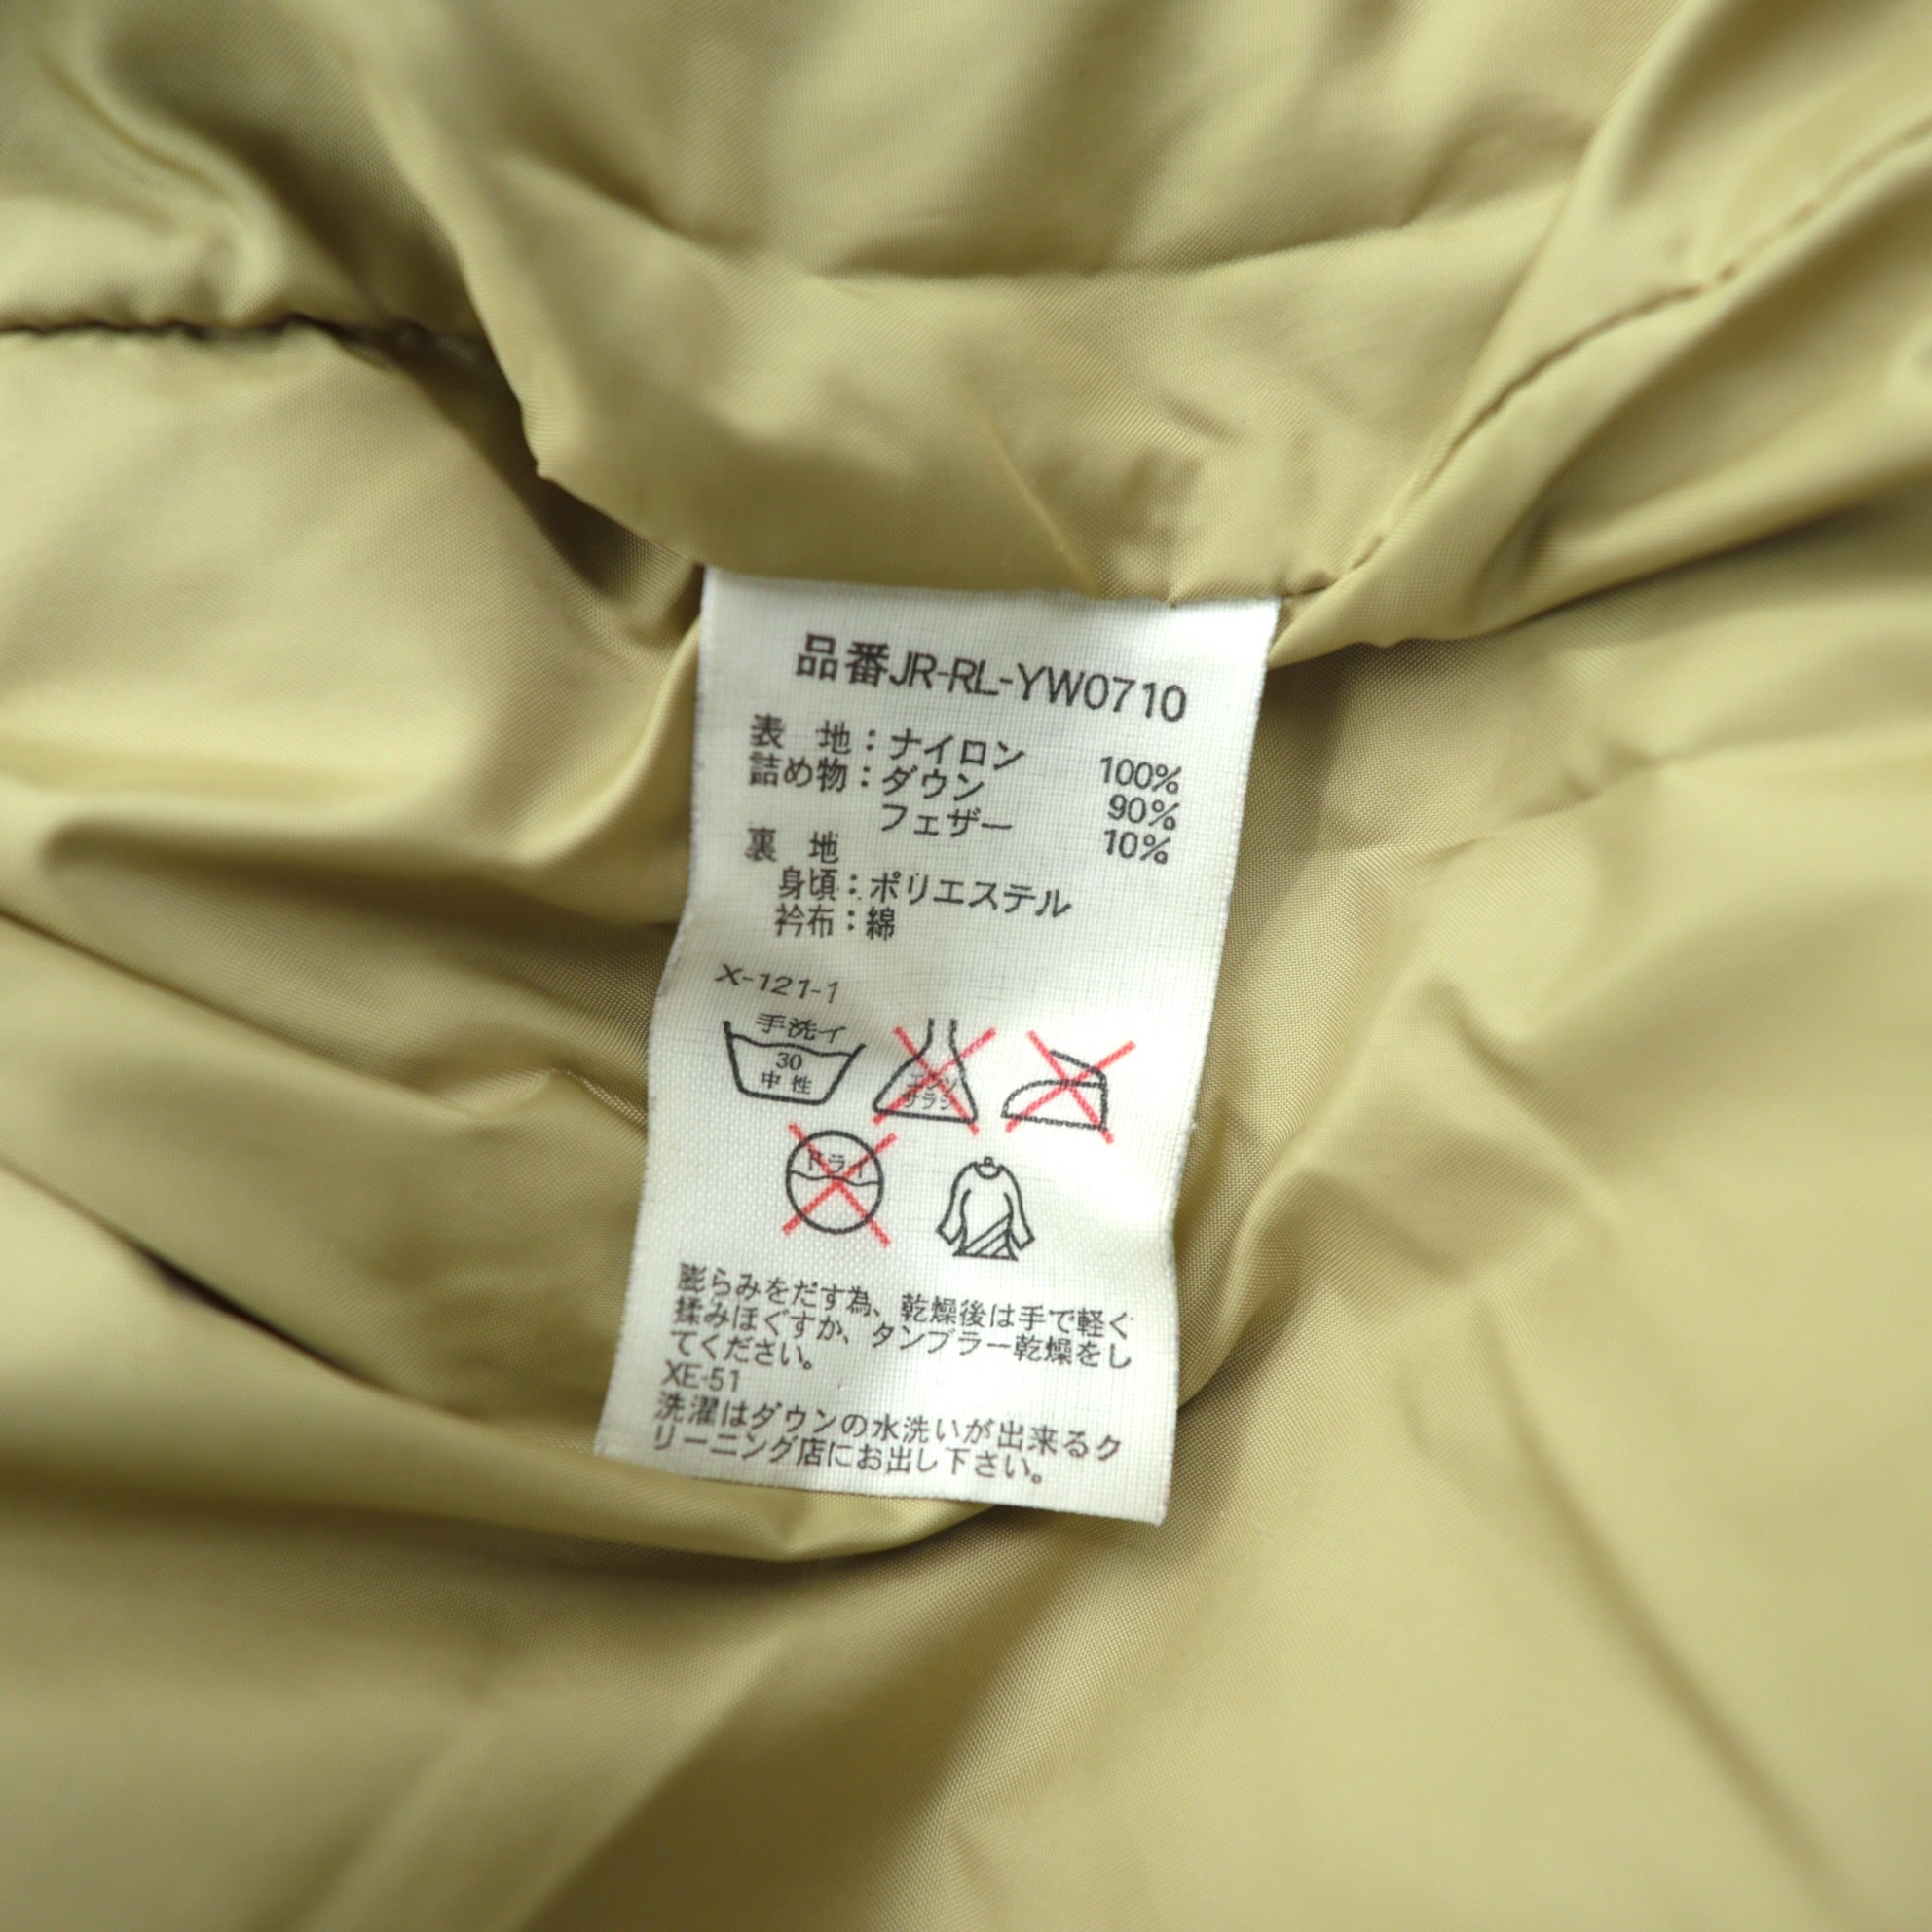 品番JR-RL-YW0710
表 地：ナイロン 100%
詰め物：ダウン 90%
フェザー 10%
裏 地
身頃：ポリエステル
衿布：綿
X-121-1
手洗イ
30
中性
エンソ
サラシ
ドライ
膨らみをだす為、乾燥後は手で軽く
揉みほぐすか、タンブラー乾燥をし
てください。
XE-51
洗濯はダウンの水洗いが出来るク
リーニング店にお出し下さい。